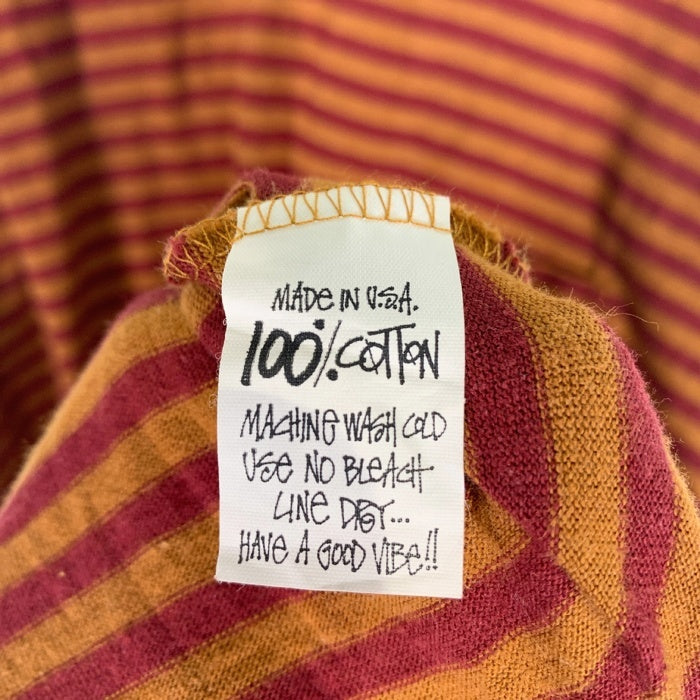 MADE IN U.S.A.
100% COTTON
MACHINE WASH COLD
USE NO BLEACH
LINE DRY...
HAVE A GOOD VIBE!!